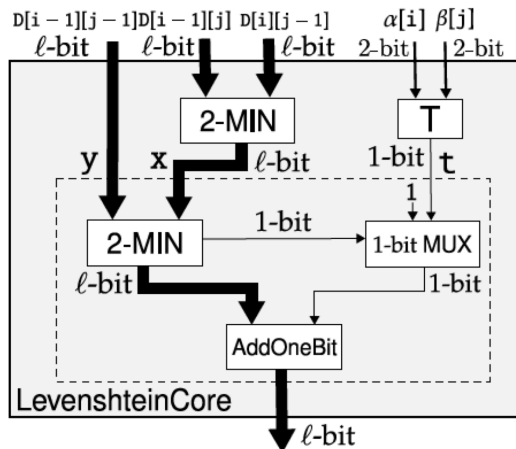 D[i − 1][j − 1] D[i − 1][j] D[i][j − 1] α[i] β[j]
ℓ-bit ℓ-bit ℓ-bit 2-bit 2-bit
2-MIN T
y x ℓ-bit 1-bit t
1
2-MIN 1-bit 1-bit MUX
ℓ-bit 1-bit
AddOneBit
LevenshteinCore
ℓ-bit